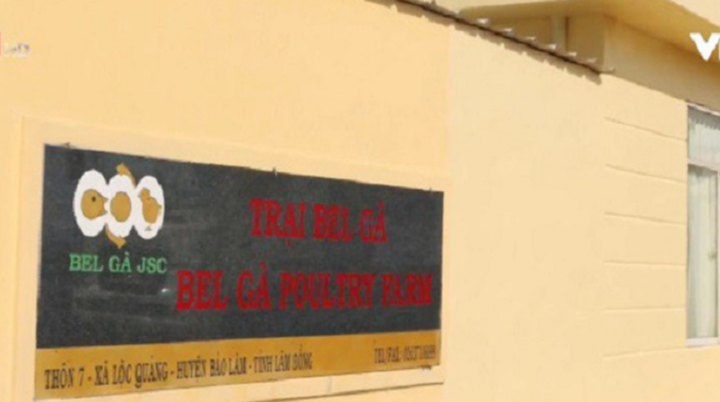 TRẠI BEL GÀ
BEL GÀ JSC
BEL GÀ POULTRY FARM
THÔN 7 - XÃ LỘC QUẢNG - HUYỆN BẢO LÂM - TỈNH LÂM ĐỒNG
TEL/FAX: